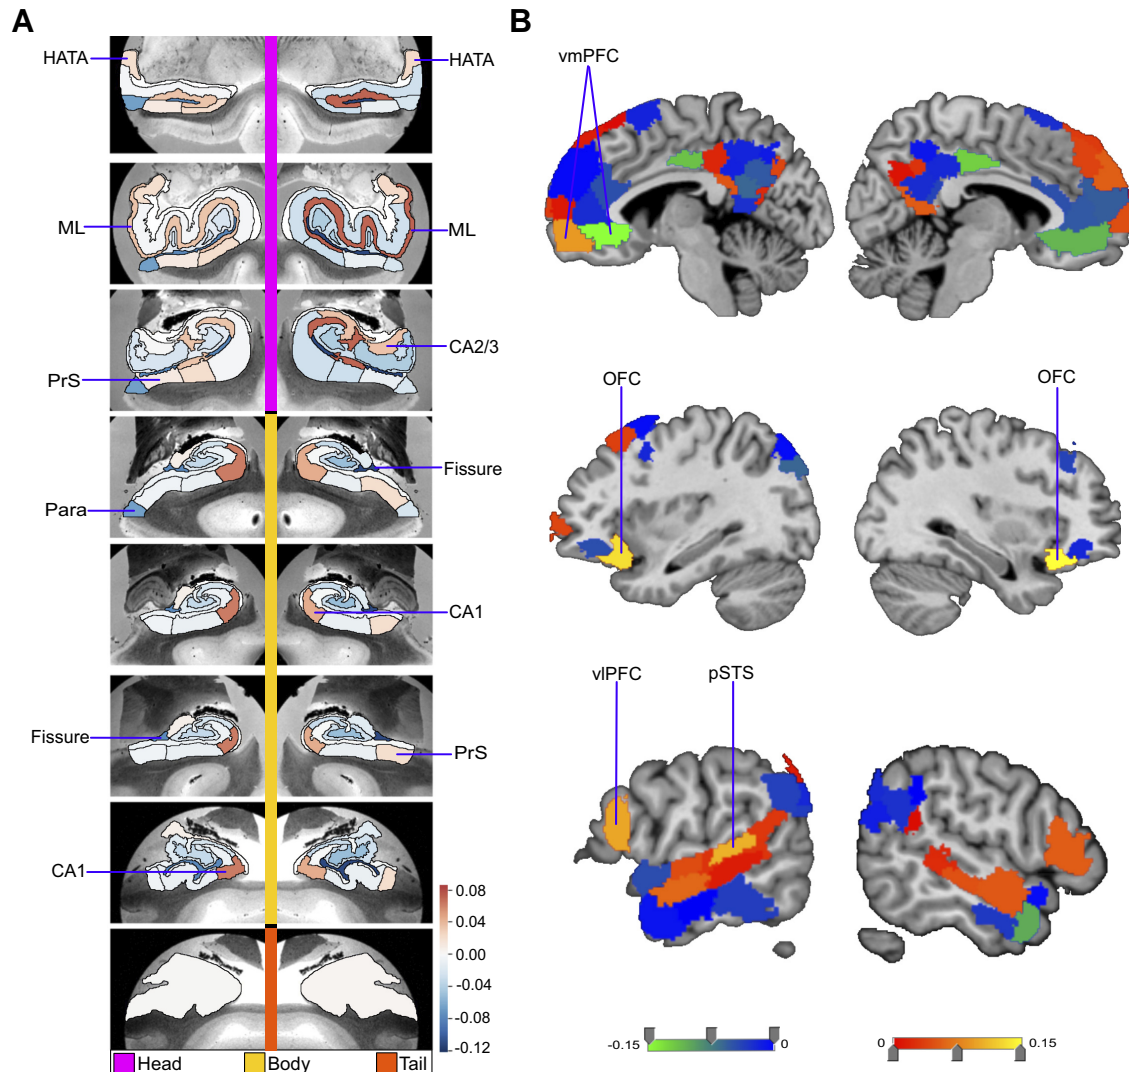 A
B
HATA
HATA
vmPFC
ML
ML
CA2/3
PrS
OFC
OFC
Fissure
Para
CA1
vlPFC
pSTS
Fissure
PrS
CA1
0.08
0.04
0.00
-0.04
-0.08
-0.12
-0.15
0
0
0.15
Head
Body
Tail